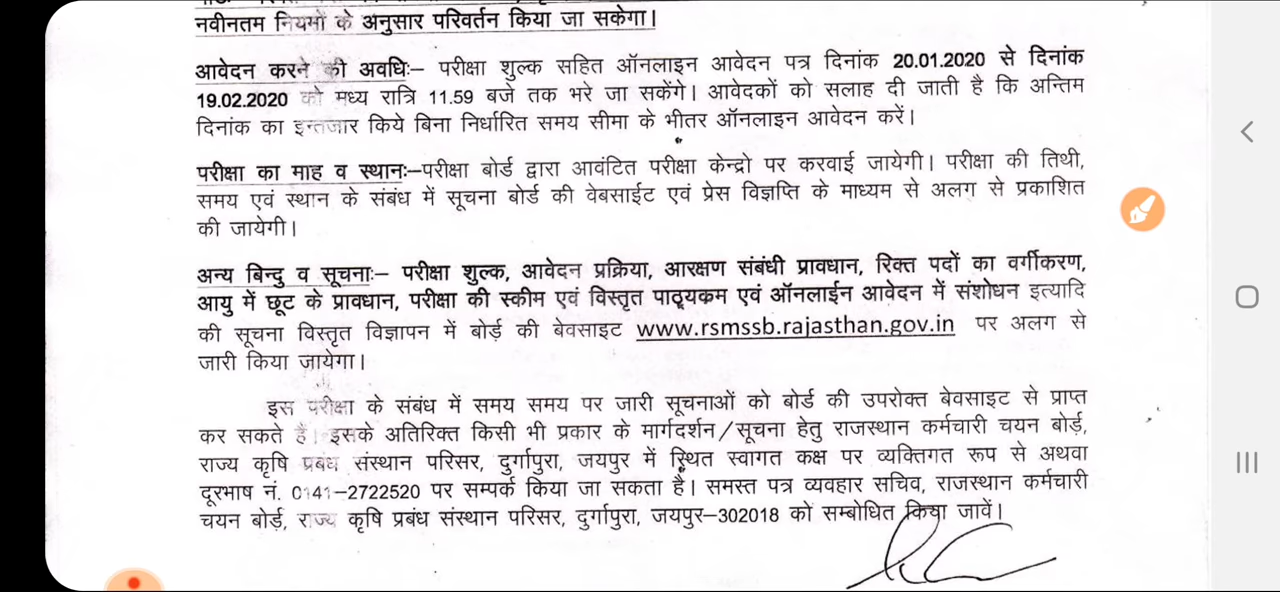 नवीनतम नियमों के अनुसार परिवर्तन किया जा सकेगा।
आवेदन करने की अवधिः– परीक्षा शुल्क सहित ऑनलाइन आवेदन पत्र दिनांक 20.01.2020 से दिनांक
19.02.2020 को मध्य रात्रि 11.59 बजे तक भरे जा सकेंगे। आवेदकों को सलाह दी जाती है कि अन्तिम
दिनांक का इन्तजार किये बिना निर्धारित समय सीमा के भीतर ऑनलाइन आवेदन करें।
परीक्षा का माह व स्थानः–परीक्षा बोर्ड द्वारा आवंटित परीक्षा केन्द्रो पर करवाई जायेगी। परीक्षा की तिथी,
समय एवं स्थान के संबंध में सूचना बोर्ड की वेबसाईट एवं प्रेस विज्ञप्ति के माध्यम से अलग से प्रकाशित
की जायेगी।
अन्य बिन्दु व सूचनाः– परीक्षा शुल्क, आवेदन प्रक्रिया, आरक्षण संबंधी प्रावधान, रिक्त पदों का वर्गीकरण,
आयु में छूट के प्रावधान, परीक्षा की स्कीम एवं विस्तृत पाठ्यकम एवं ऑनलाईन आवेदन में संशोधन इत्यादि
की सूचना विस्तृत विज्ञापन में बोर्ड की बेवसाइट www.rsmssb.rajasthan.gov.in पर अलग से
जारी किया जायेगा।
इस परीक्षा के संबंध में समय समय पर जारी सूचनाओं को बोर्ड की उपरोक्त बेवसाइट से प्राप्त
कर सकते हैं। इसके अतिरिक्त किसी भी प्रकार के मार्गदर्शन/सूचना हेतु राजस्थान कर्मचारी चयन बोर्ड,
राज्य कृषि प्रबंध संस्थान परिसर, दुर्गापुरा, जयपुर में स्थित स्वागत कक्ष पर व्यक्तिगत रूप से अथवा
दूरभाष नं. 0141–2722520 पर सम्पर्क किया जा सकता है। समस्त पत्र व्यवहार सचिव, राजस्थान कर्मचारी
चयन बोर्ड, राज्य कृषि प्रबंध संस्थान परिसर, दुर्गापुरा, जयपुर–302018 को सम्बोधित किया जावें।